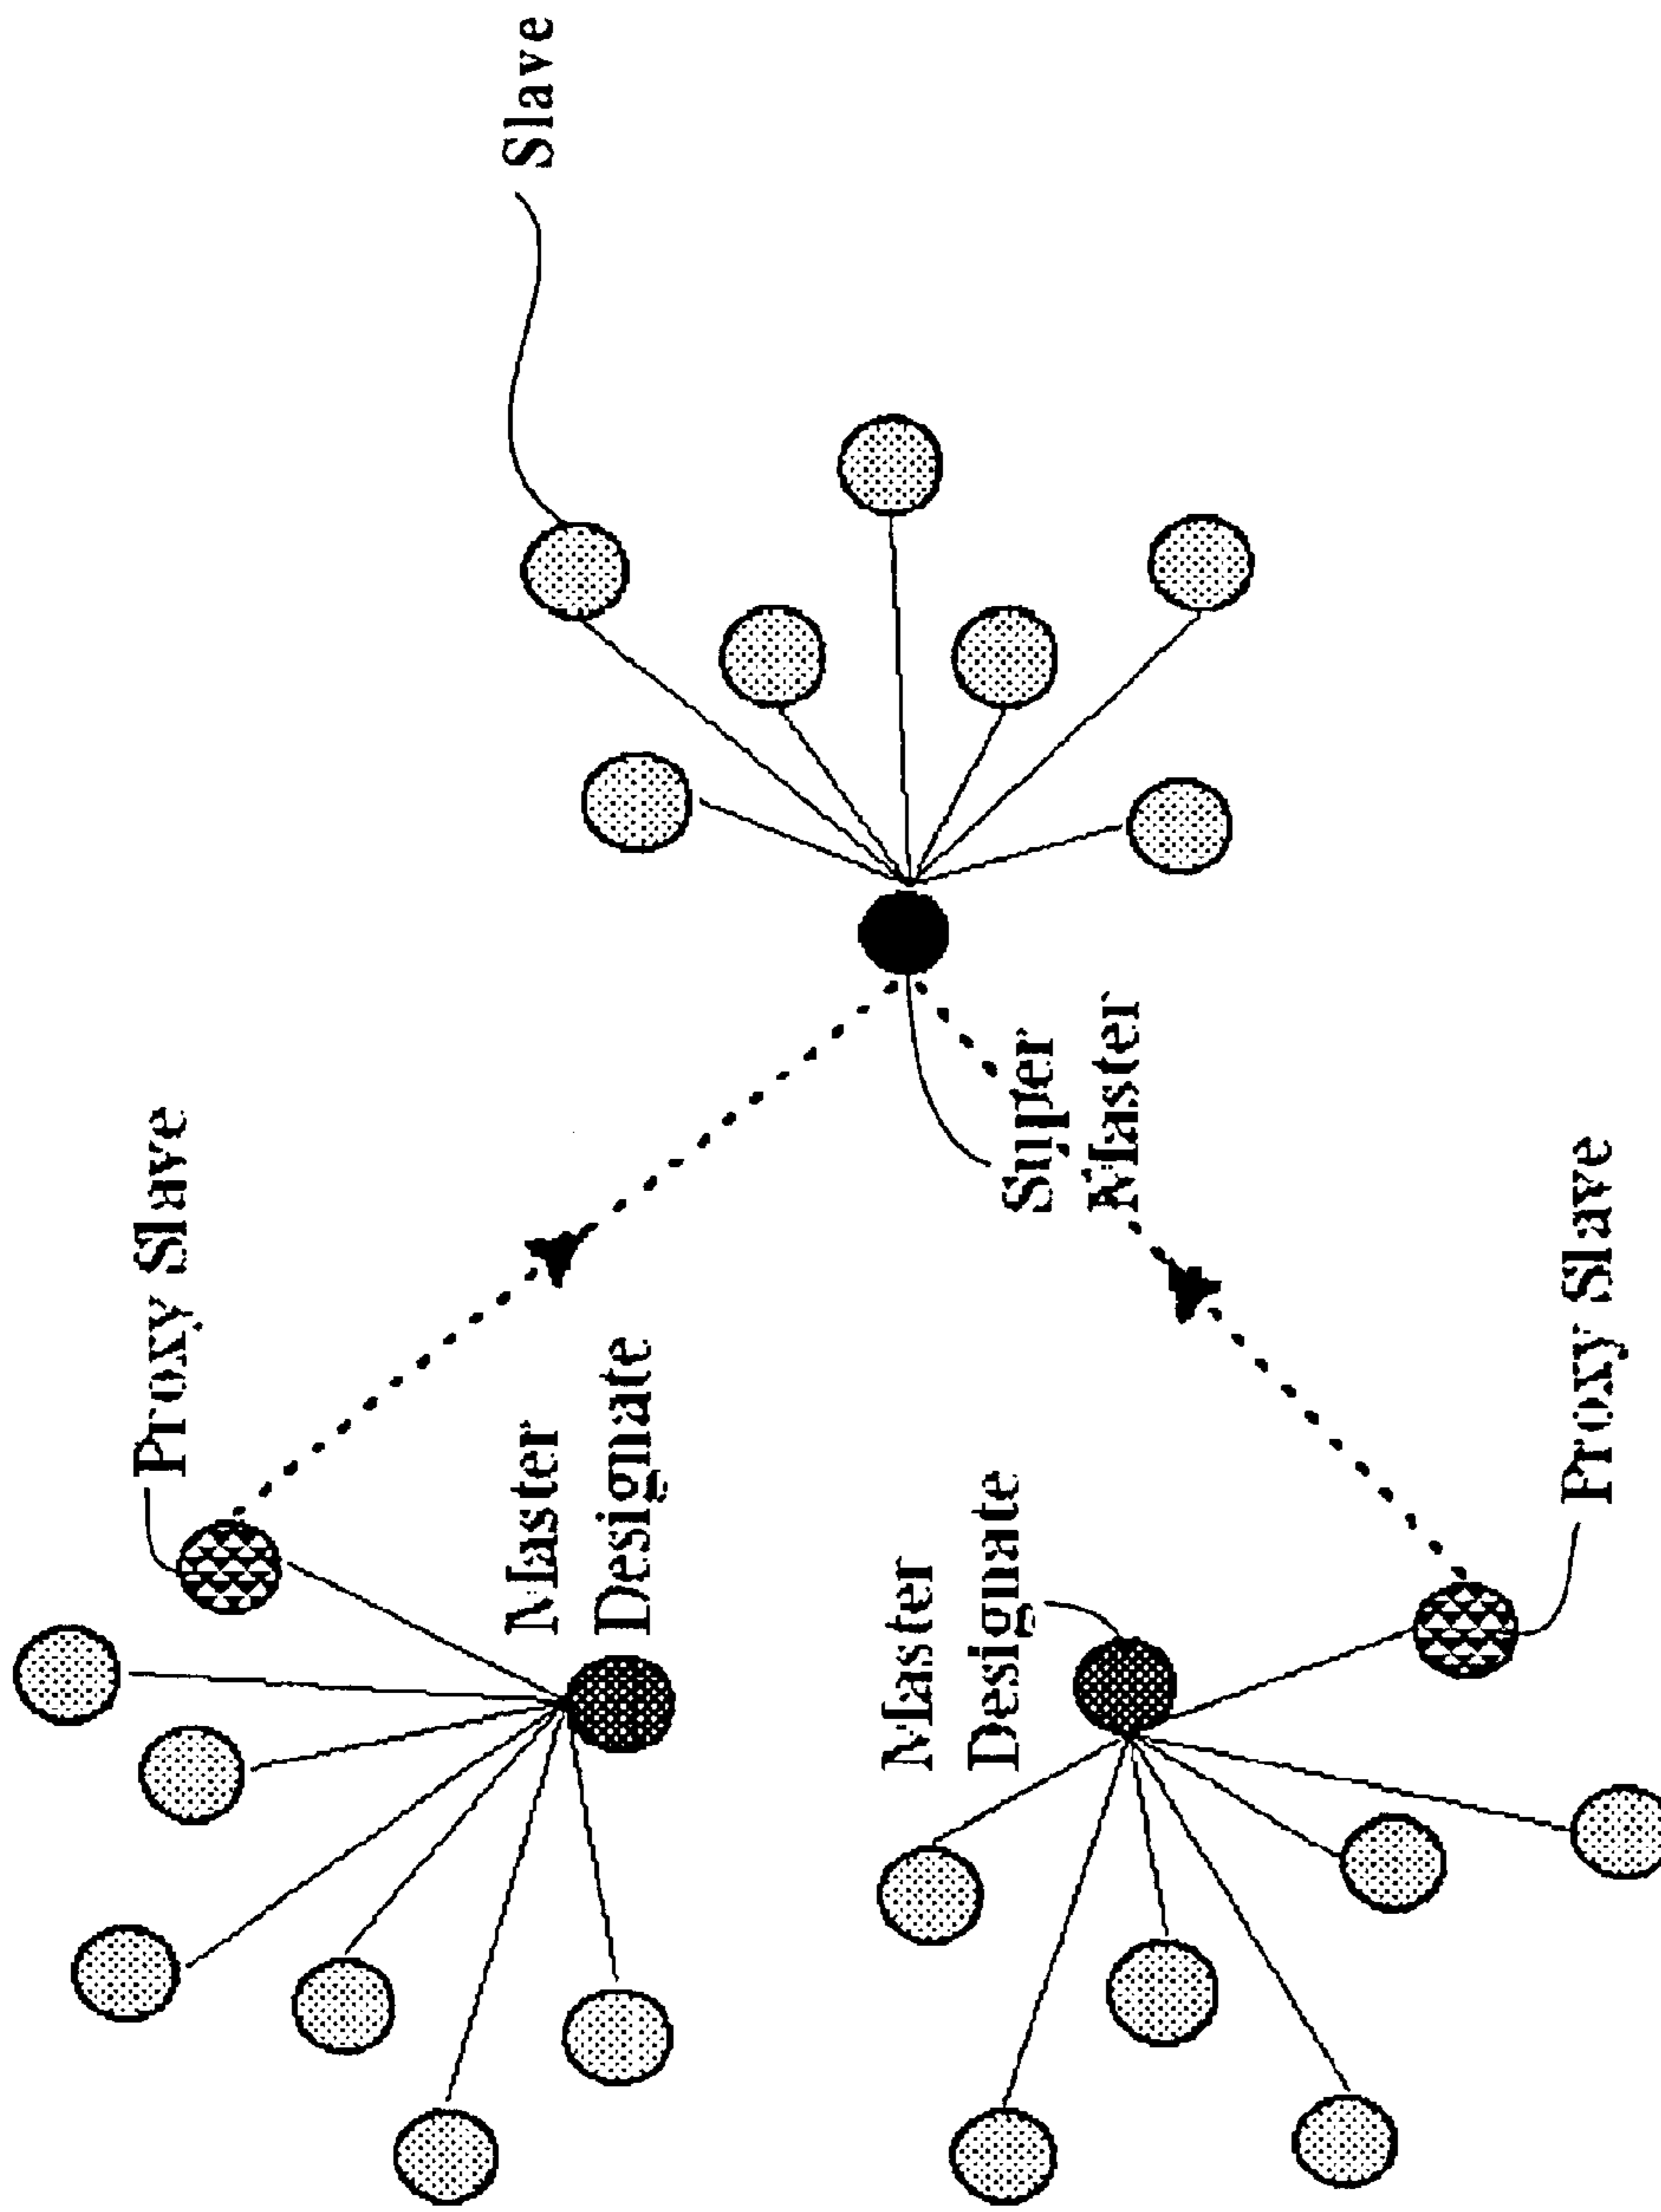 Proxy Slave
Master
Designate
Slave
Master
Designate
Super
Master
Proxy Slave